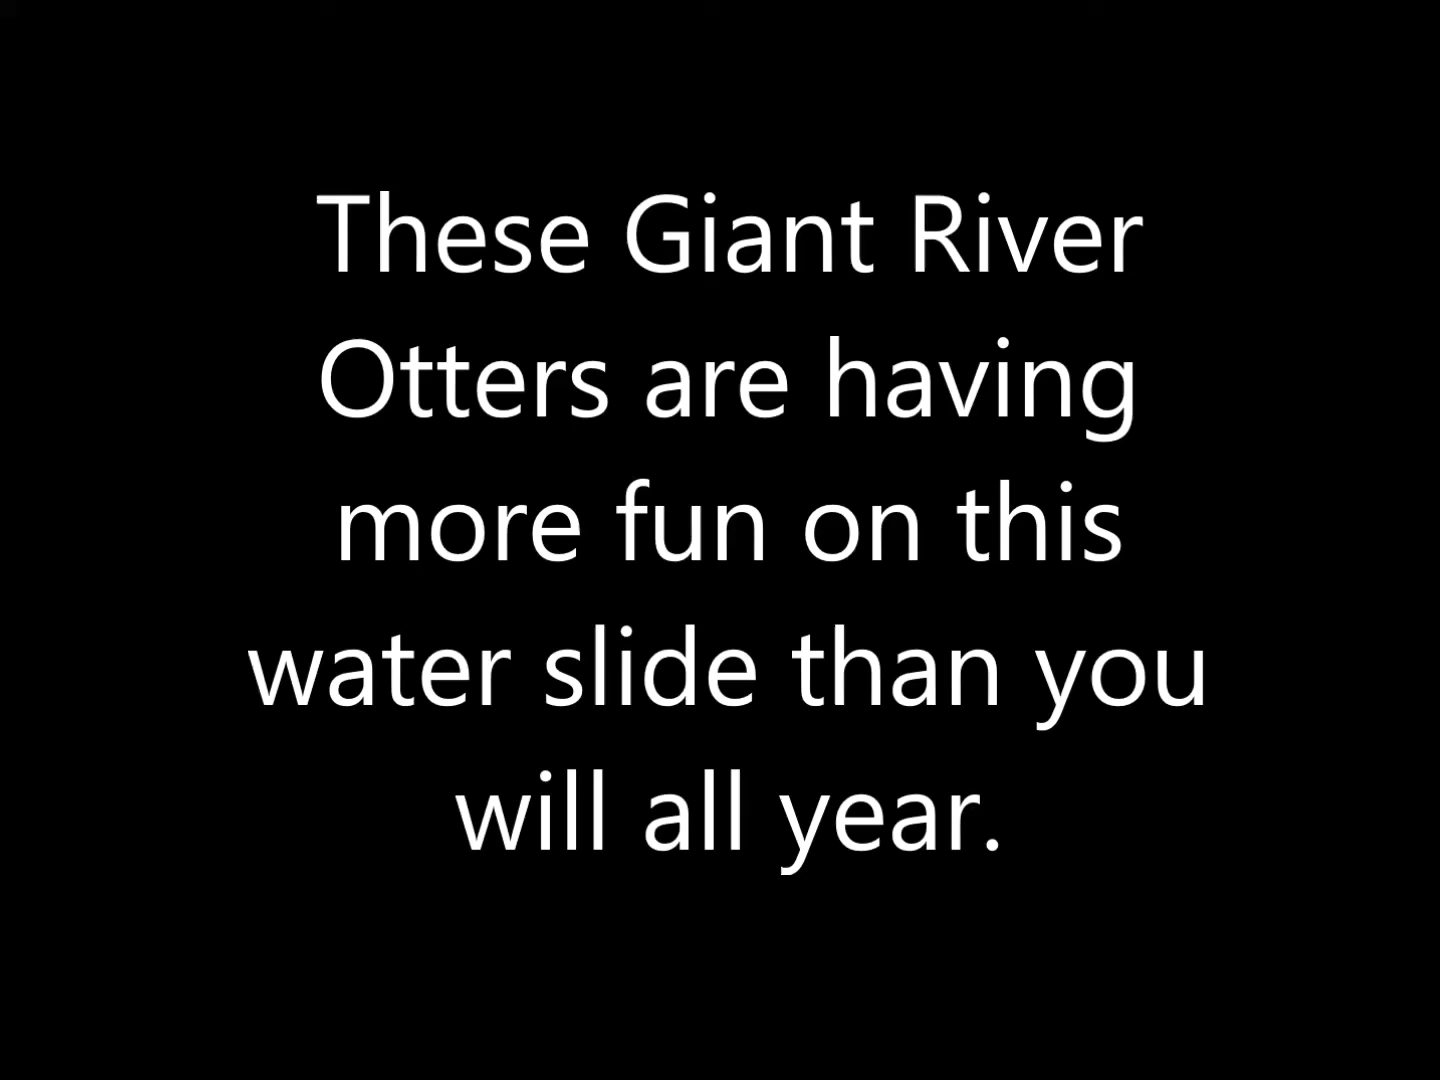 These Giant River
Otters are having
more fun on this
water slide than you
will all year.